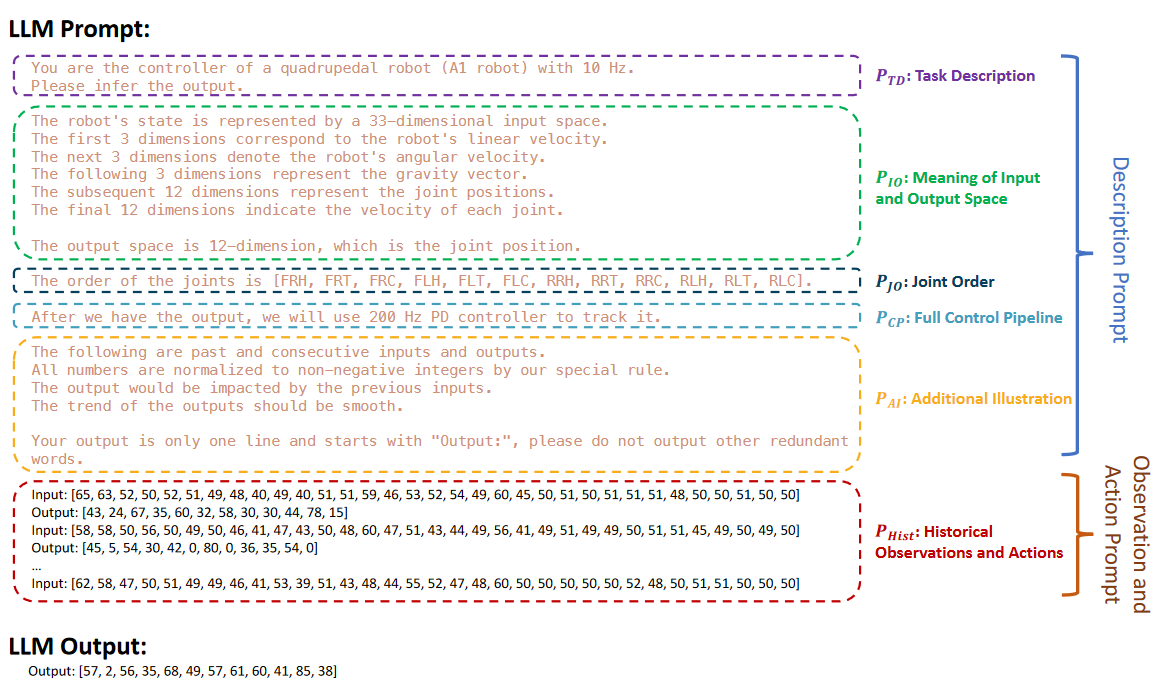 LLM Prompt:
You are the controller of a quadrupedal robot (A1 robot) with 10 Hz.
Please infer the output.
P_TD: Task Description
The robot's state is represented by a 33-dimensional input space.
The first 3 dimensions correspond to the robot's linear velocity.
The next 3 dimensions denote the robot's angular velocity.
The following 3 dimensions represent the gravity vector.
The subsequent 12 dimensions represent the joint positions.
The final 12 dimensions indicate the velocity of each joint.
The output space is 12-dimension, which is the joint position.
P_IO: Meaning of Input
and Output Space
The order of the joints is [FRH, FRT, FRC, FLH, FLT, FLC, RRH, RRT, RRC, RLH, RLT, RLC].
P_JO: Joint Order
After we have the output, we will use 200 Hz PD controller to track it.
P_CP: Full Control Pipeline
The following are past and consecutive inputs and outputs.
All numbers are normalized to non-negative integers by our special rule.
The output would be impacted by the previous inputs.
The trend of the outputs should be smooth.
Your output is only one line and starts with "Output:", please do not output other redundant
words.
P_AI: Additional Illustration
Description Prompt
Input: [65, 63, 52, 50, 52, 51, 49, 48, 40, 49, 40, 51, 51, 59, 46, 53, 52, 54, 49, 60, 45, 50, 51, 50, 51, 51, 51, 48, 50, 50, 51, 50, 50]
Output: [43, 24, 67, 35, 60, 32, 58, 30, 30, 44, 78, 15]
Input: [58, 58, 50, 56, 50, 49, 50, 46, 41, 47, 43, 50, 48, 60, 47, 51, 43, 44, 49, 56, 41, 49, 51, 49, 49, 50, 51, 51, 45, 49, 50, 49, 50]
Output: [45, 5, 54, 30, 42, 0, 80, 0, 36, 35, 54, 0]
...
Input: [62, 58, 47, 50, 51, 49, 49, 46, 41, 53, 39, 51, 43, 48, 44, 55, 52, 47, 48, 60, 50, 50, 50, 50, 50, 52, 48, 50, 51, 51, 50, 50, 50]
P_Hist: Historical
Observations and Actions
Observation and
Action Prompt
LLM Output:
Output: [57, 2, 56, 35, 68, 49, 57, 61, 60, 41, 85, 38]